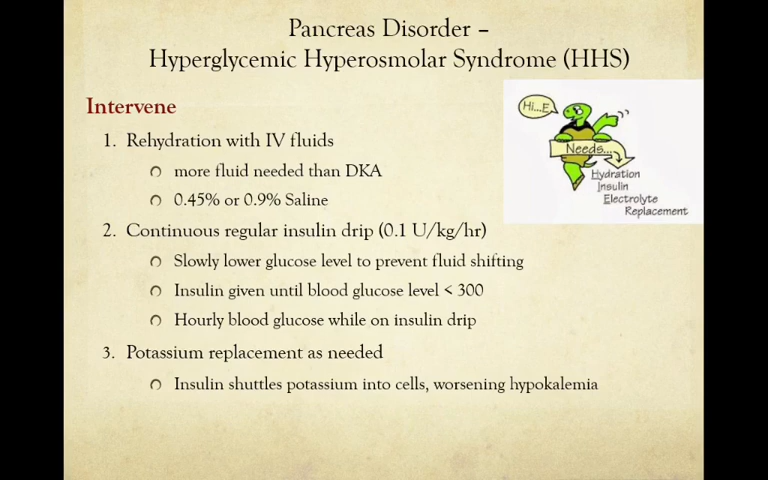 Pancreas Disorder –
Hyperglycemic Hyperosmolar Syndrome (HHS)
Intervene
1. Rehydration with IV fluids
more fluid needed than DKA
0.45% or 0.9% Saline
2. Continuous regular insulin drip (0.1 U/kg/hr)
Slowly lower glucose level to prevent fluid shifting
Insulin given until blood glucose level < 300
Hourly blood glucose while on insulin drip
3. Potassium replacement as needed
Insulin shuttles potassium into cells, worsening hypokalemia
Hi...E
Needs...
Hydration
Insulin
Electrolyte
Replacement